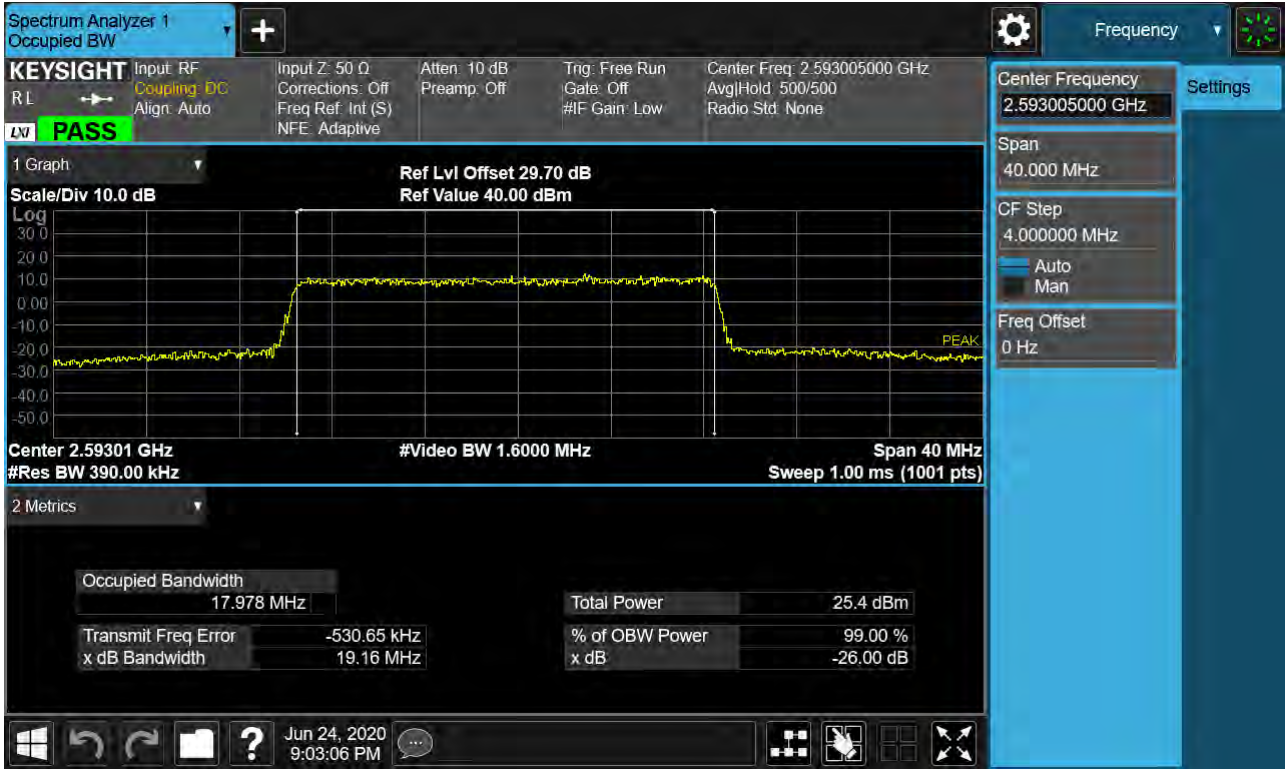 Spectrum Analyzer 1
Occupied BW
Frequency
KEYSIGHT
R L
LXI
PASS
Input: RF
Coupling: DC
Align: Auto
Input Z: 50 Ω
Corrections: Off
Freq Ref: Int (S)
NFE: Adaptive
Atten: 10 dB
Preamp: Off
Trig: Free Run
Gate: Off
#IF Gain: Low
Center Freq: 2.593005000 GHz
Avg|Hold: 500/500
Radio Std: None
Center Frequency
2.593005000 GHz
Settings
Span
40.000 MHz
CF Step
4.000000 MHz
Auto
Man
Freq Offset
0 Hz
1 Graph
Scale/Div 10.0 dB
Ref Lvl Offset 29.70 dB
Ref Value 40.00 dBm
Log
30.0
20.0
10.0
0.00
-10.0
-20.0
-30.0
-40.0
-50.0
PEAK
Center 2.59301 GHz
#Video BW 1.6000 MHz
Span 40 MHz
#Res BW 390.00 kHz
Sweep 1.00 ms (1001 pts)
2 Metrics
Occupied Bandwidth
17.978 MHz
Total Power 25.4 dBm
Transmit Freq Error -530.65 kHz
% of OBW Power 99.00 %
x dB Bandwidth 19.16 MHz
x dB -26.00 dB
?
Jun 24, 2020
9:03:06 PM